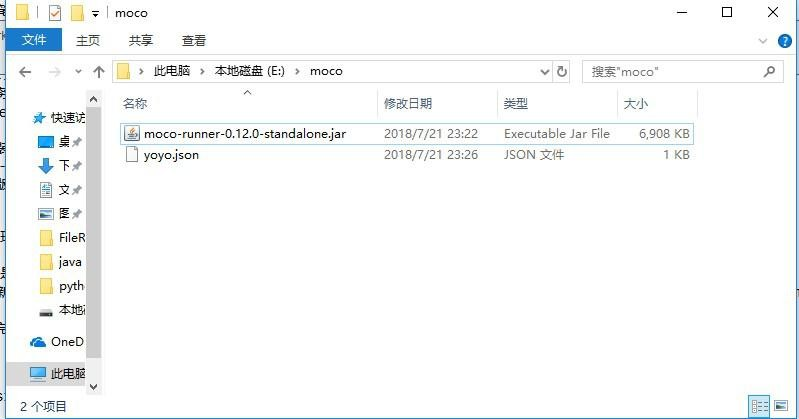 moco
文件 主页 共享 查看
此电脑 本地磁盘 (E:) moco 搜索"moco"
名称 修改日期 类型 大小
快速访
moco-runner-0.12.0-standalone.jar 2018/7/21 23:22 Executable Jar File 6,908 KB
桌
yoyo.json 2018/7/21 23:26 JSON 文件 1 KB
下
文
图
FileR
java
pyth
本地磁
OneD
此电脑
2 个项目